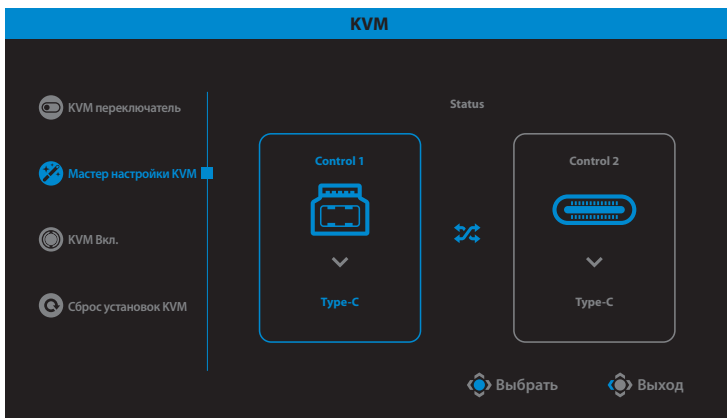 KVM
KVM переключатель
Мастер настройки KVM
KVM Вкл.
Сброс установок KVM
Status
Control 1
Type-C
Control 2
Type-C
Выбрать
Выход